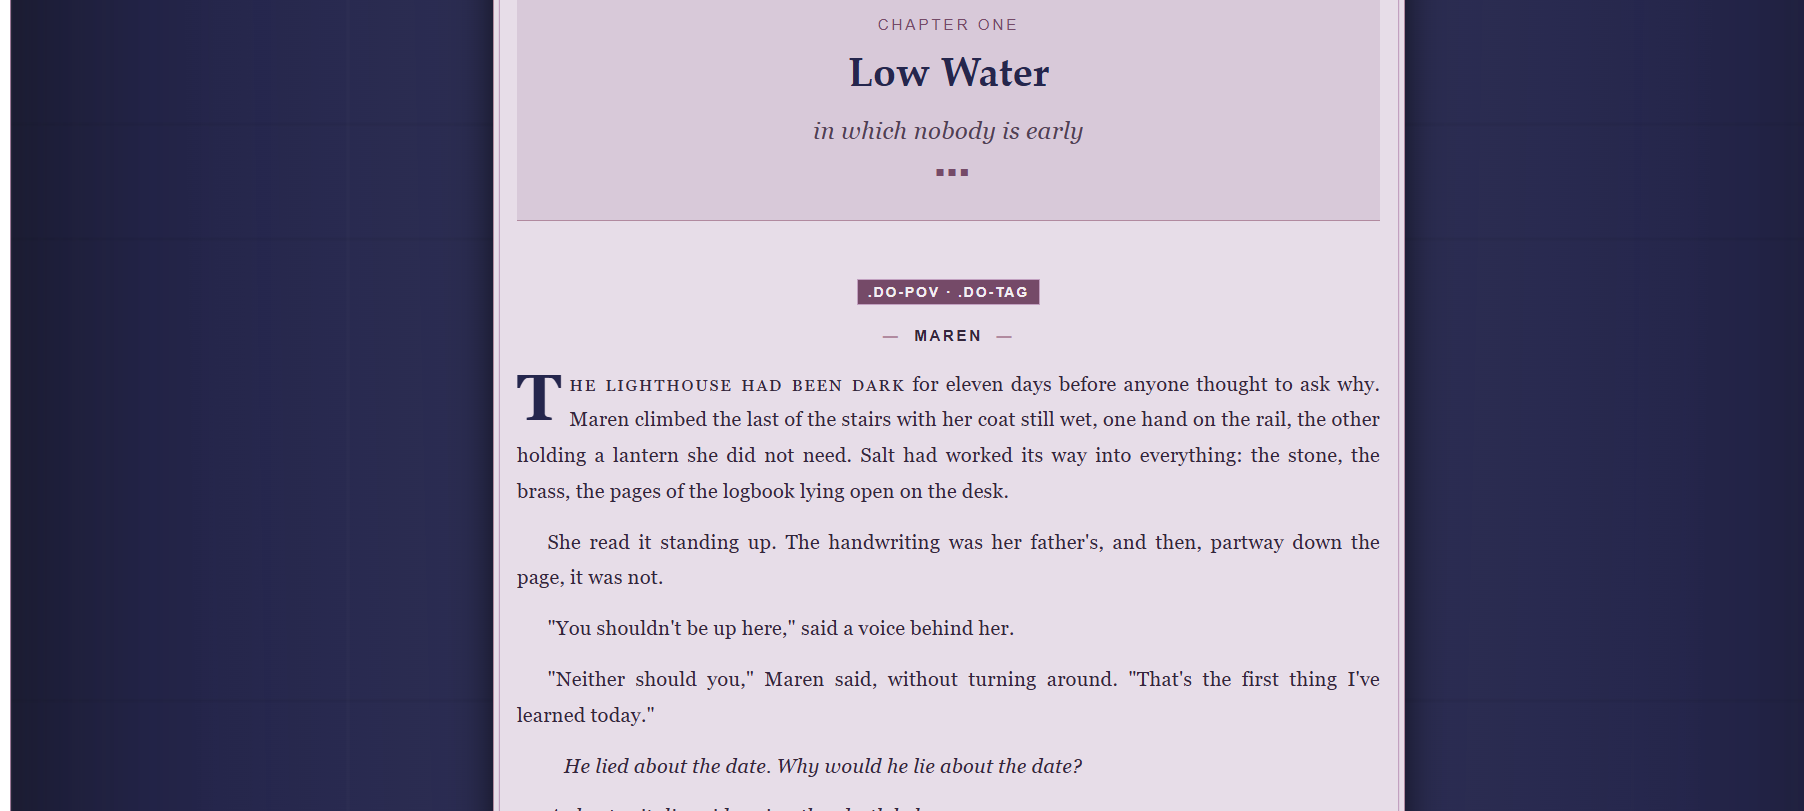 CHAPTER ONE
Low Water
in which nobody is early
.DO-POV · .DO-TAG
— MAREN —
THE LIGHTHOUSE HAD BEEN DARK for eleven days before anyone thought to ask why.
Maren climbed the last of the stairs with her coat still wet, one hand on the rail, the other
holding a lantern she did not need. Salt had worked its way into everything: the stone, the
brass, the pages of the logbook lying open on the desk.
She read it standing up. The handwriting was her father's, and then, partway down the
page, it was not.
"You shouldn't be up here," said a voice behind her.
"Neither should you," Maren said, without turning around. "That's the first thing I've
learned today."
He lied about the date. Why would he lie about the date?